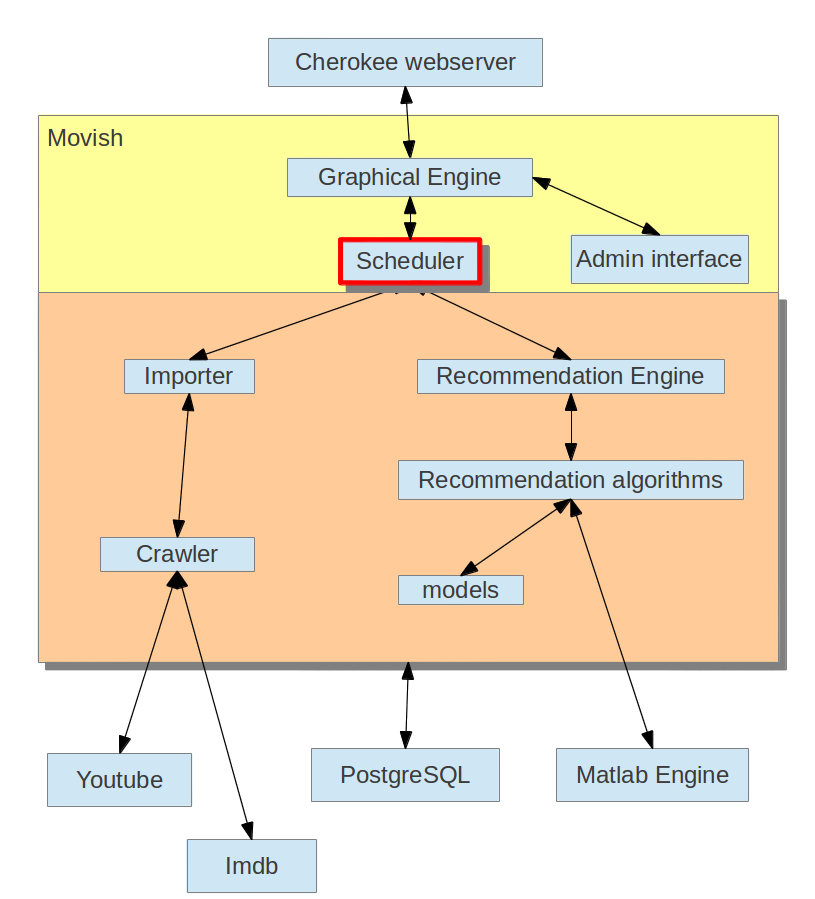 Cherokee webserver
Movish
Graphical Engine
Scheduler
Admin interface
Importer
Recommendation Engine
Recommendation algorithms
Crawler
models
Youtube
PostgreSQL
Matlab Engine
Imdb